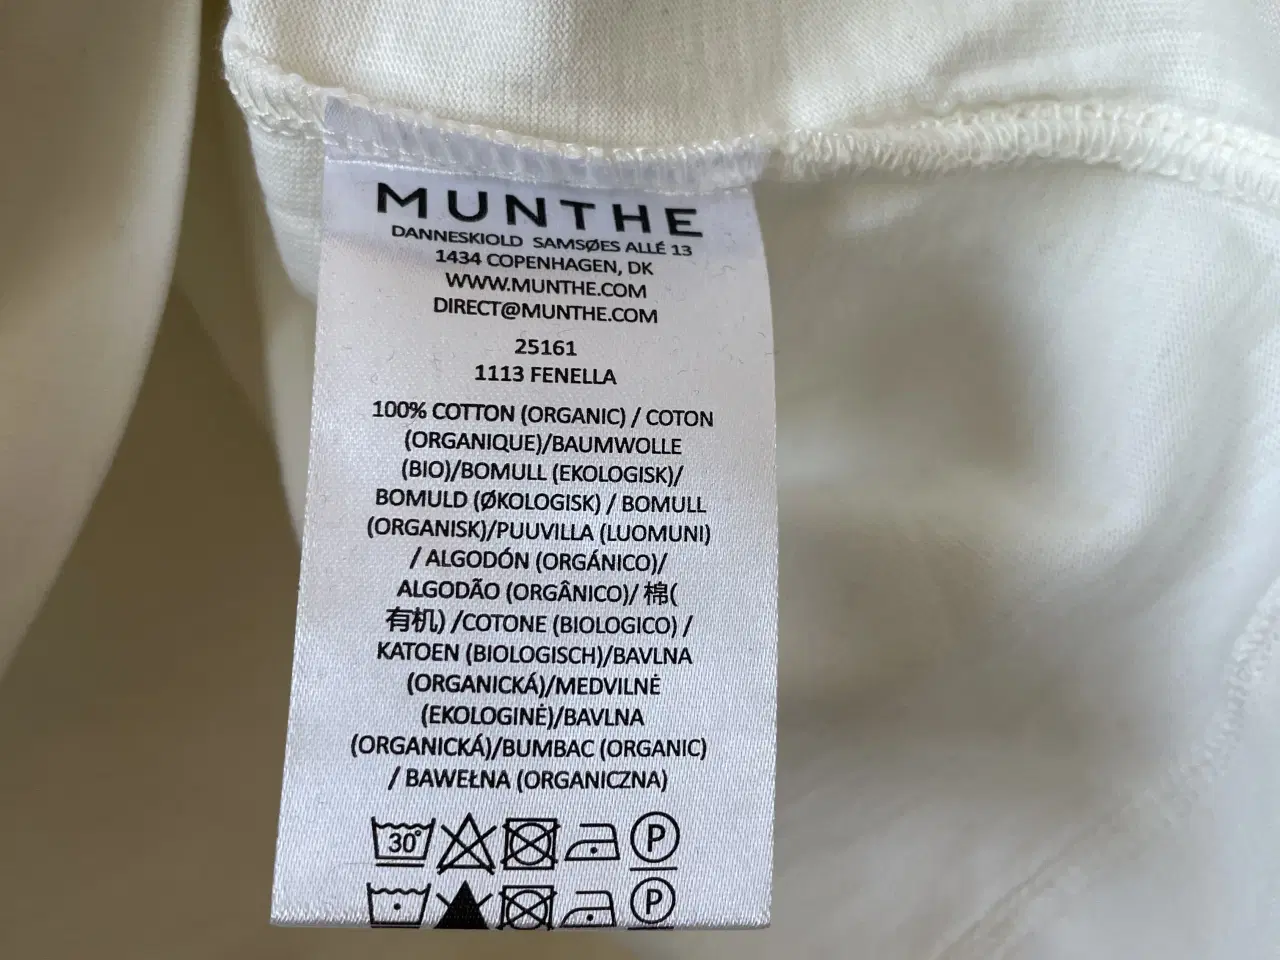 MUNTHE
DANNESKIOLD SAMSØES ALLÉ 13
1434 COPENHAGEN, DK
WWW.MUNTHE.COM
DIRECT@MUNTHE.COM
25161
1113 FENELLA
100% COTTON (ORGANIC) / COTON
(ORGANIQUE)/BAUMWOLLE
(BIO)/BOMULL (EKOLOGISK)/
BOMULD (ØKOLOGISK) / BOMULL
(ORGANISK)/PUUVILLA (LUOMUNI)
/ ALGODÓN (ORGÁNICO)/
ALGODÃO (ORGÂNICO)/ 棉(
有机) /COTONE (BIOLOGICO) /
KATOEN (BIOLOGISCH)/BAVLNA
(ORGANICKÁ)/MEDVILNĖ
(EKOLOGINĖ)/BAVLNA
(ORGANICKÁ)/BUMBAC (ORGANIC)
/ BAWEŁNA (ORGANICZNA)
30° P
P